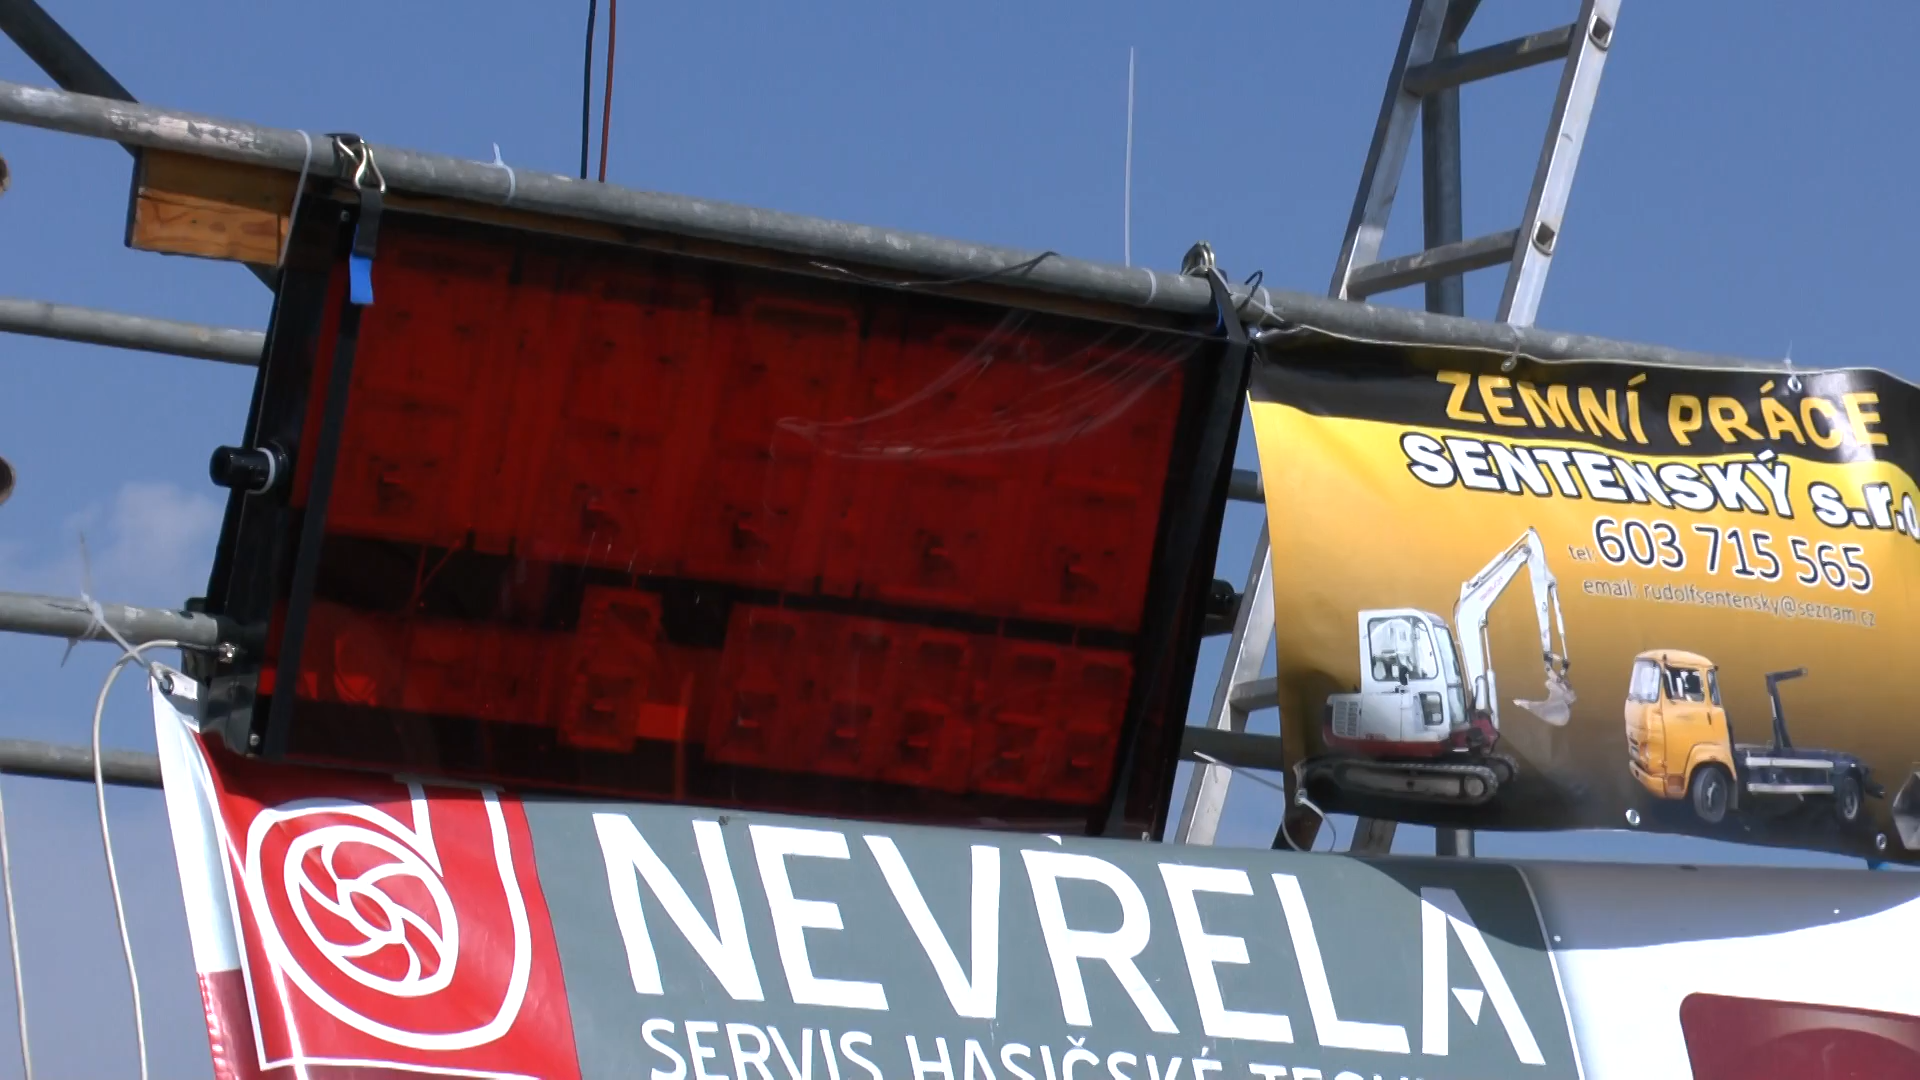 ZEMNÍ PRÁCE
SENTENSKÝ s.r.o
tel: 603 715 565
email: rudolfsentensky@seznam.cz
NEVŘELA
SERVIS HASIČSKÉ